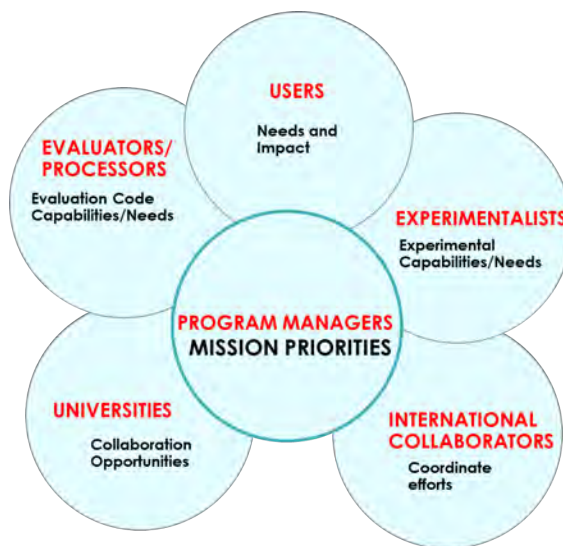 USERS
Needs and
Impact
EVALUATORS/
PROCESSORS
Evaluation Code
Capabilities/Needs
EXPERIMENTALISTS
Experimental
Capabilities/Needs
PROGRAM MANAGERS
MISSION PRIORITIES
UNIVERSITIES
Collaboration
Opportunities
INTERNATIONAL
COLLABORATORS
Coordinate
efforts